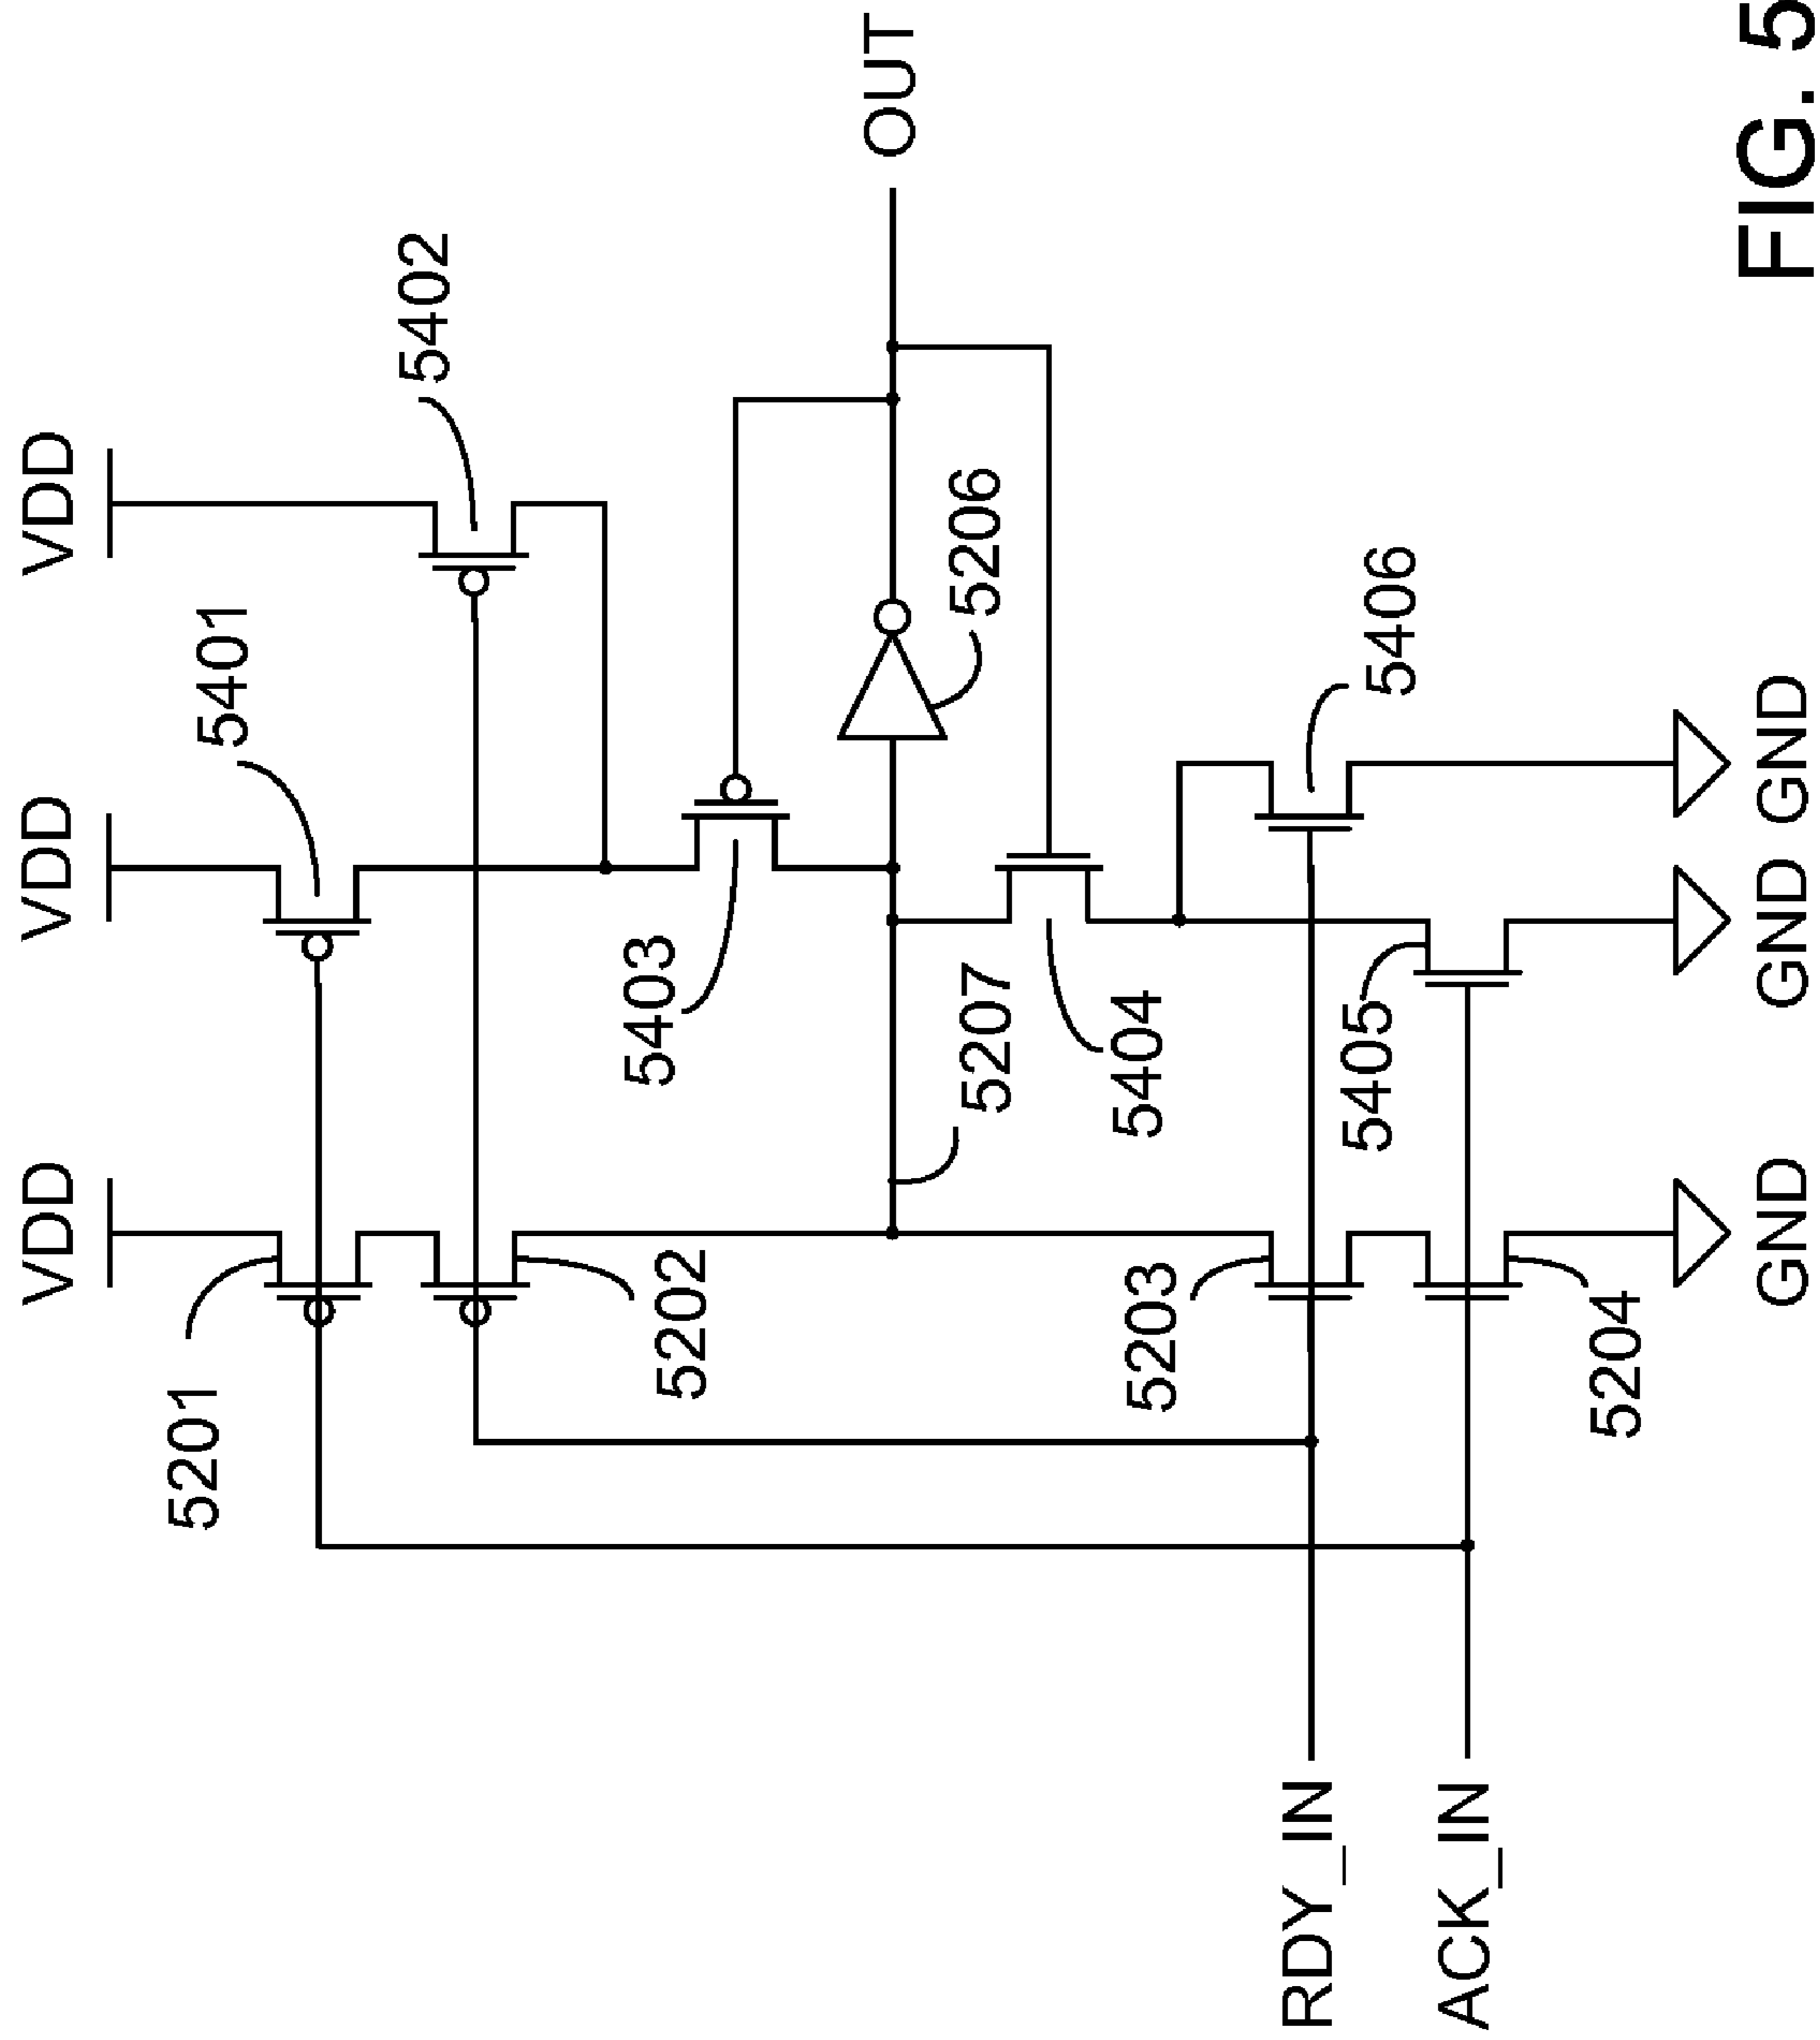 VDD
VDD
VDD
5201
5401
5402
5202
5403
5206
OUT
5207
5203
5404
5405
5406
5204
RDY_IN
ACK_IN
GND
GND
GND
FIG. 5